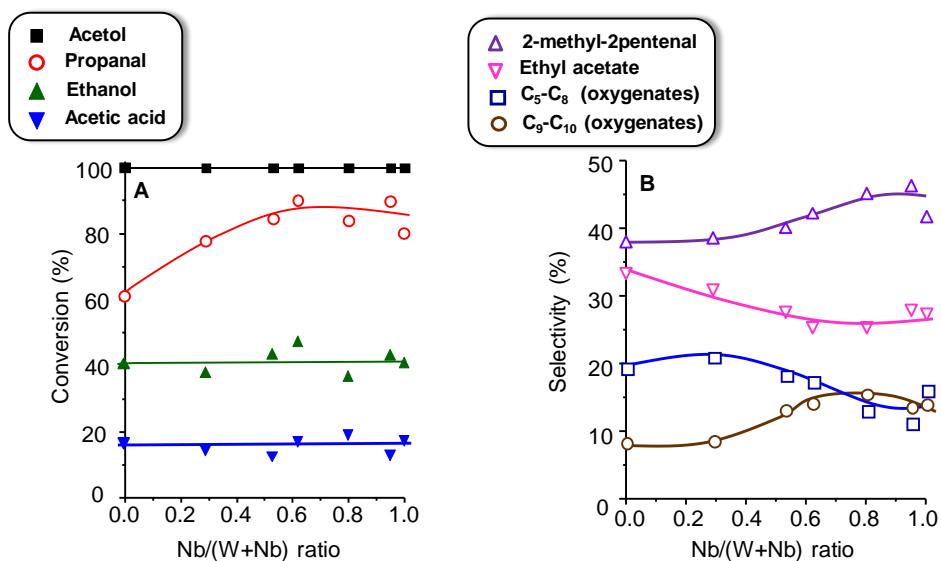 Acetol
Propanal
Ethanol
Acetic acid
2-methyl-2pentenal
Ethyl acetate
C₅-C₈ (oxygenates)
C₉-C₁₀ (oxygenates)
A
Conversion (%)
100
80
60
40
20
0
0.0 0.2 0.4 0.6 0.8 1.0
Nb/(W+Nb) ratio
B
Selectivity (%)
50
40
30
20
10
0
0.0 0.2 0.4 0.6 0.8 1.0
Nb/(W+Nb) ratio